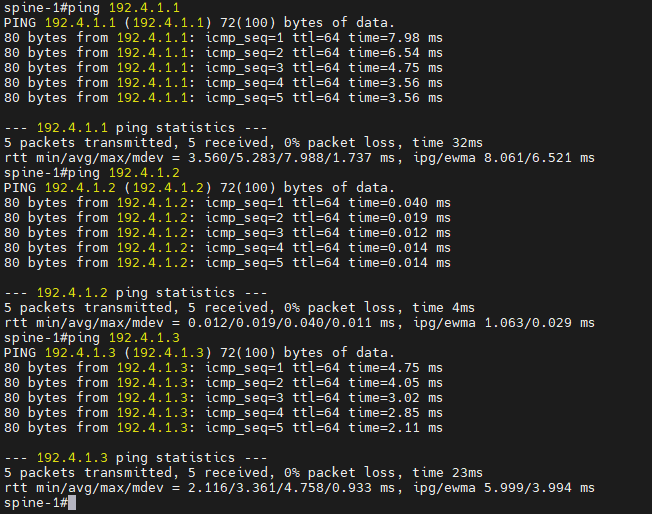 spine-1#ping 192.4.1.1
PING 192.4.1.1 (192.4.1.1) 72(100) bytes of data.
80 bytes from 192.4.1.1: icmp_seq=1 ttl=64 time=7.98 ms
80 bytes from 192.4.1.1: icmp_seq=2 ttl=64 time=6.54 ms
80 bytes from 192.4.1.1: icmp_seq=3 ttl=64 time=4.75 ms
80 bytes from 192.4.1.1: icmp_seq=4 ttl=64 time=3.56 ms
80 bytes from 192.4.1.1: icmp_seq=5 ttl=64 time=3.56 ms
--- 192.4.1.1 ping statistics ---
5 packets transmitted, 5 received, 0% packet loss, time 32ms
rtt min/avg/max/mdev = 3.560/5.283/7.988/1.737 ms, ipg/ewma 8.061/6.521 ms
spine-1#ping 192.4.1.2
PING 192.4.1.2 (192.4.1.2) 72(100) bytes of data.
80 bytes from 192.4.1.2: icmp_seq=1 ttl=64 time=0.040 ms
80 bytes from 192.4.1.2: icmp_seq=2 ttl=64 time=0.019 ms
80 bytes from 192.4.1.2: icmp_seq=3 ttl=64 time=0.012 ms
80 bytes from 192.4.1.2: icmp_seq=4 ttl=64 time=0.014 ms
80 bytes from 192.4.1.2: icmp_seq=5 ttl=64 time=0.014 ms
--- 192.4.1.2 ping statistics ---
5 packets transmitted, 5 received, 0% packet loss, time 4ms
rtt min/avg/max/mdev = 0.012/0.019/0.040/0.011 ms, ipg/ewma 1.063/0.029 ms
spine-1#ping 192.4.1.3
PING 192.4.1.3 (192.4.1.3) 72(100) bytes of data.
80 bytes from 192.4.1.3: icmp_seq=1 ttl=64 time=4.75 ms
80 bytes from 192.4.1.3: icmp_seq=2 ttl=64 time=4.05 ms
80 bytes from 192.4.1.3: icmp_seq=3 ttl=64 time=3.02 ms
80 bytes from 192.4.1.3: icmp_seq=4 ttl=64 time=2.85 ms
80 bytes from 192.4.1.3: icmp_seq=5 ttl=64 time=2.11 ms
--- 192.4.1.3 ping statistics ---
5 packets transmitted, 5 received, 0% packet loss, time 23ms
rtt min/avg/max/mdev = 2.116/3.361/4.758/0.933 ms, ipg/ewma 5.999/3.994 ms
spine-1#